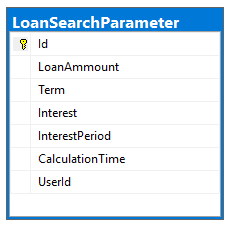 LoanSearchParameter
Id
LoanAmmount
Term
Interest
InterestPeriod
CalculationTime
UserId